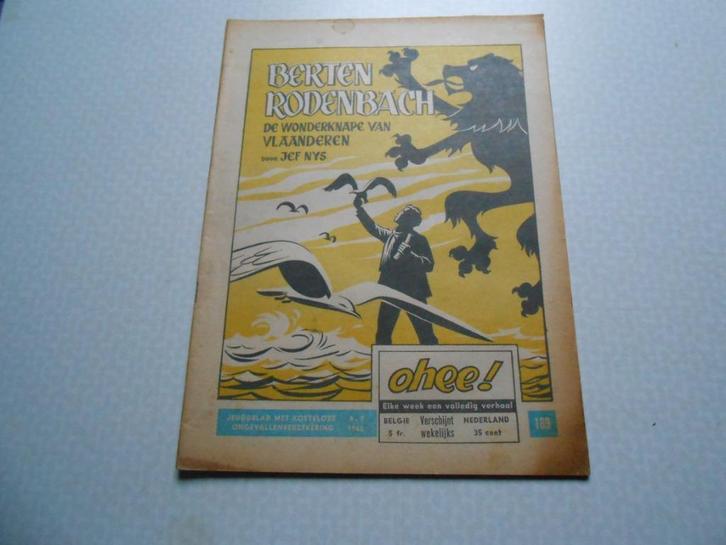 BERTEN
RODENBACH
DE WONDERKNAPE VAN
VLAANDEREN
DOOR JEF NYS
ohee!
Elke week een volledig verhaal
BELGIE Verschijnt NEDERLAND
5 fr. wekelijks 35 cent
JEUGDBLAD MET KOSTELOZE
ONGEVALLENVERZEKERING
189